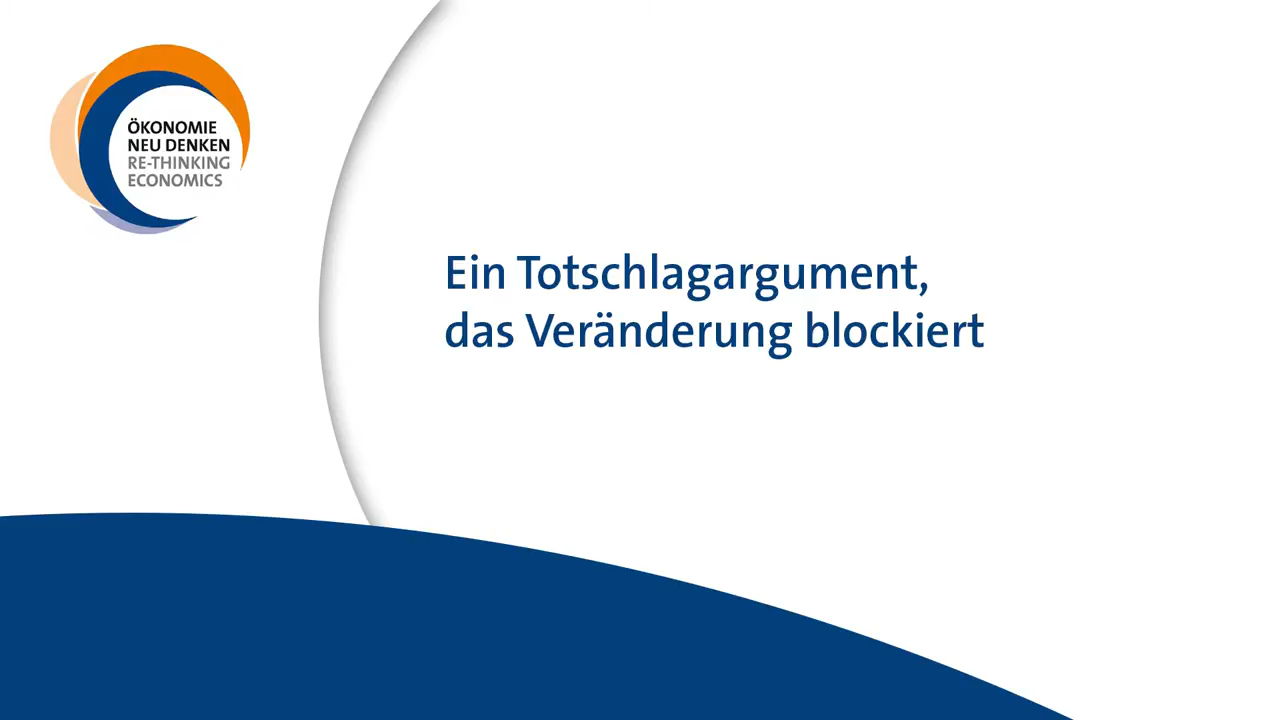 ÖKONOMIE
NEU DENKEN
RE-THINKING
ECONOMICS
Ein Totschlagargument,
das Veränderung blockiert